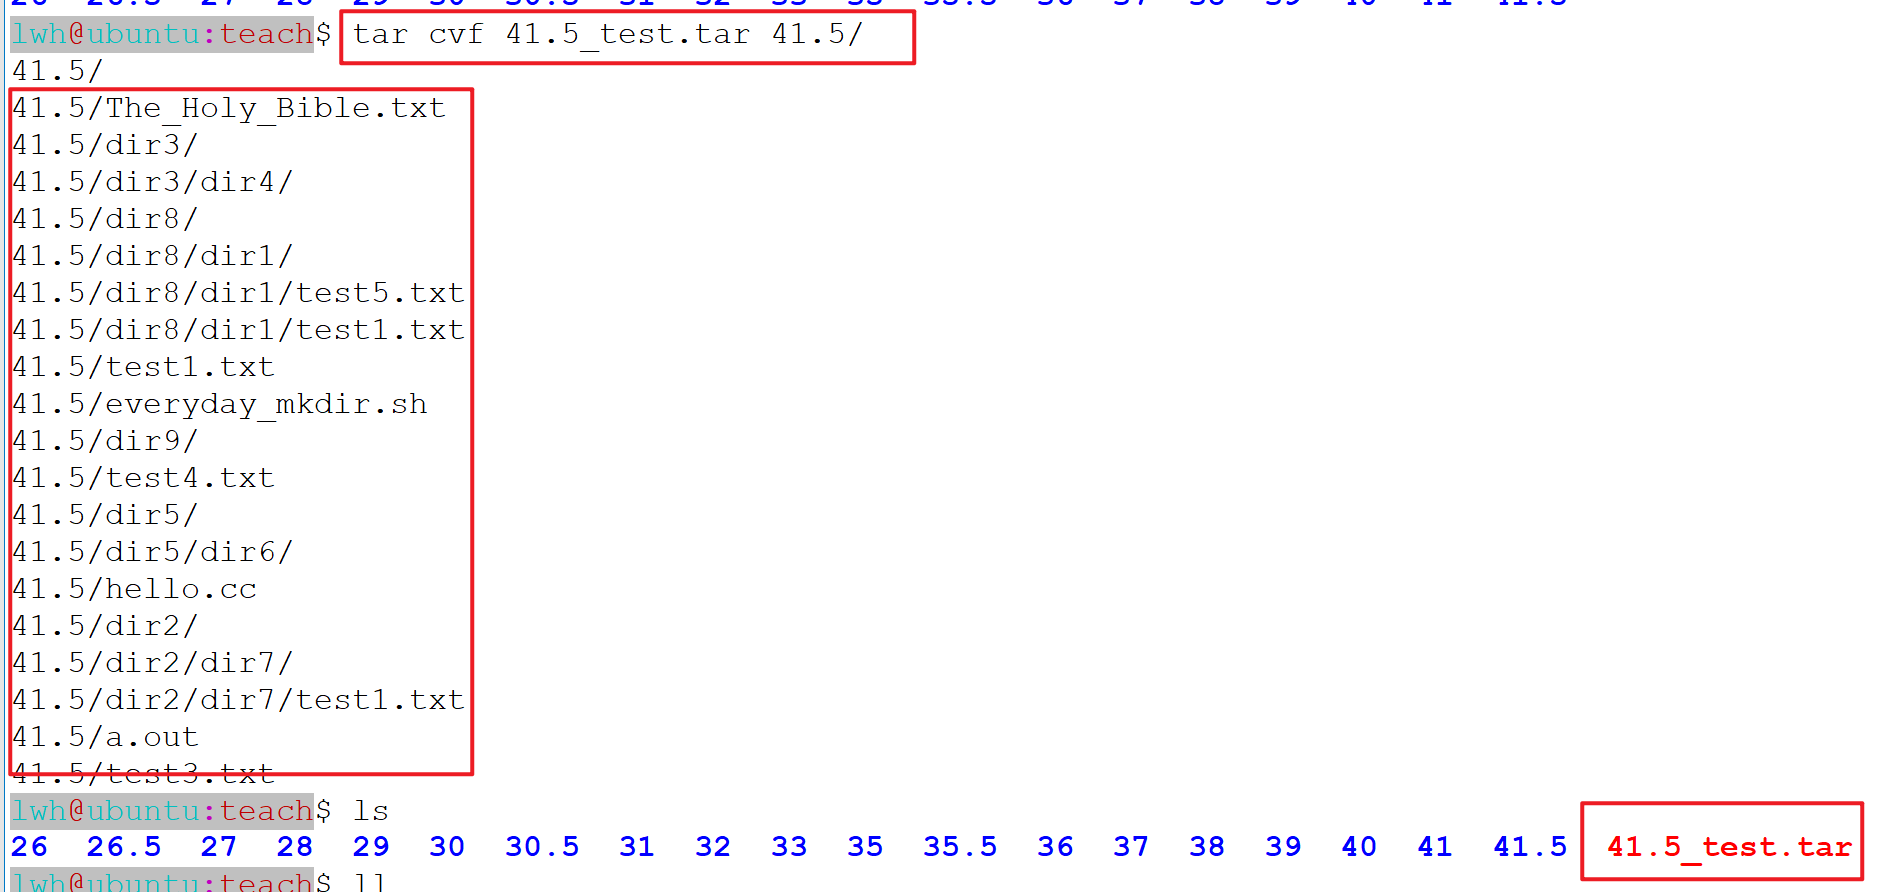 26  26.5  27  28  29  30  30.5  31  32  33  35  35.5  36  37  38  39  40  41  41.5
lwh@ubuntu:teach$ tar cvf 41.5_test.tar 41.5/
41.5/
41.5/The_Holy_Bible.txt
41.5/dir3/
41.5/dir3/dir4/
41.5/dir8/
41.5/dir8/dir1/
41.5/dir8/dir1/test5.txt
41.5/dir8/dir1/test1.txt
41.5/test1.txt
41.5/everyday_mkdir.sh
41.5/dir9/
41.5/test4.txt
41.5/dir5/
41.5/dir5/dir6/
41.5/hello.cc
41.5/dir2/
41.5/dir2/dir7/
41.5/dir2/dir7/test1.txt
41.5/a.out
41.5/test3.txt
lwh@ubuntu:teach$ ls
26  26.5  27  28  29  30  30.5  31  32  33  35  35.5  36  37  38  39  40  41  41.5  41.5_test.tar
lwh@ubuntu:teach$ ll